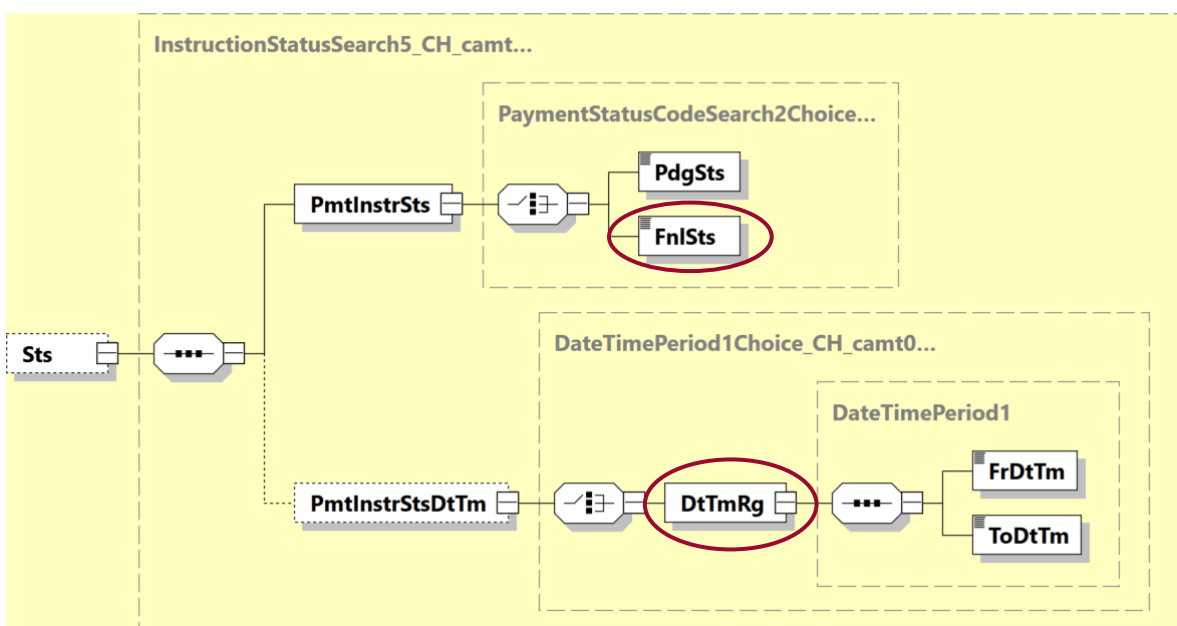 InstructionStatusSearch5_CH_camt...
PaymentStatusCodeSearch2Choice...
PdgSts
PmtInstrSts
FnlSts
Sts
DateTimePeriod1Choice_CH_camt0...
DateTimePeriod1
FrDtTm
PmtInstrStsDtTm
DtTmRg
ToDtTm